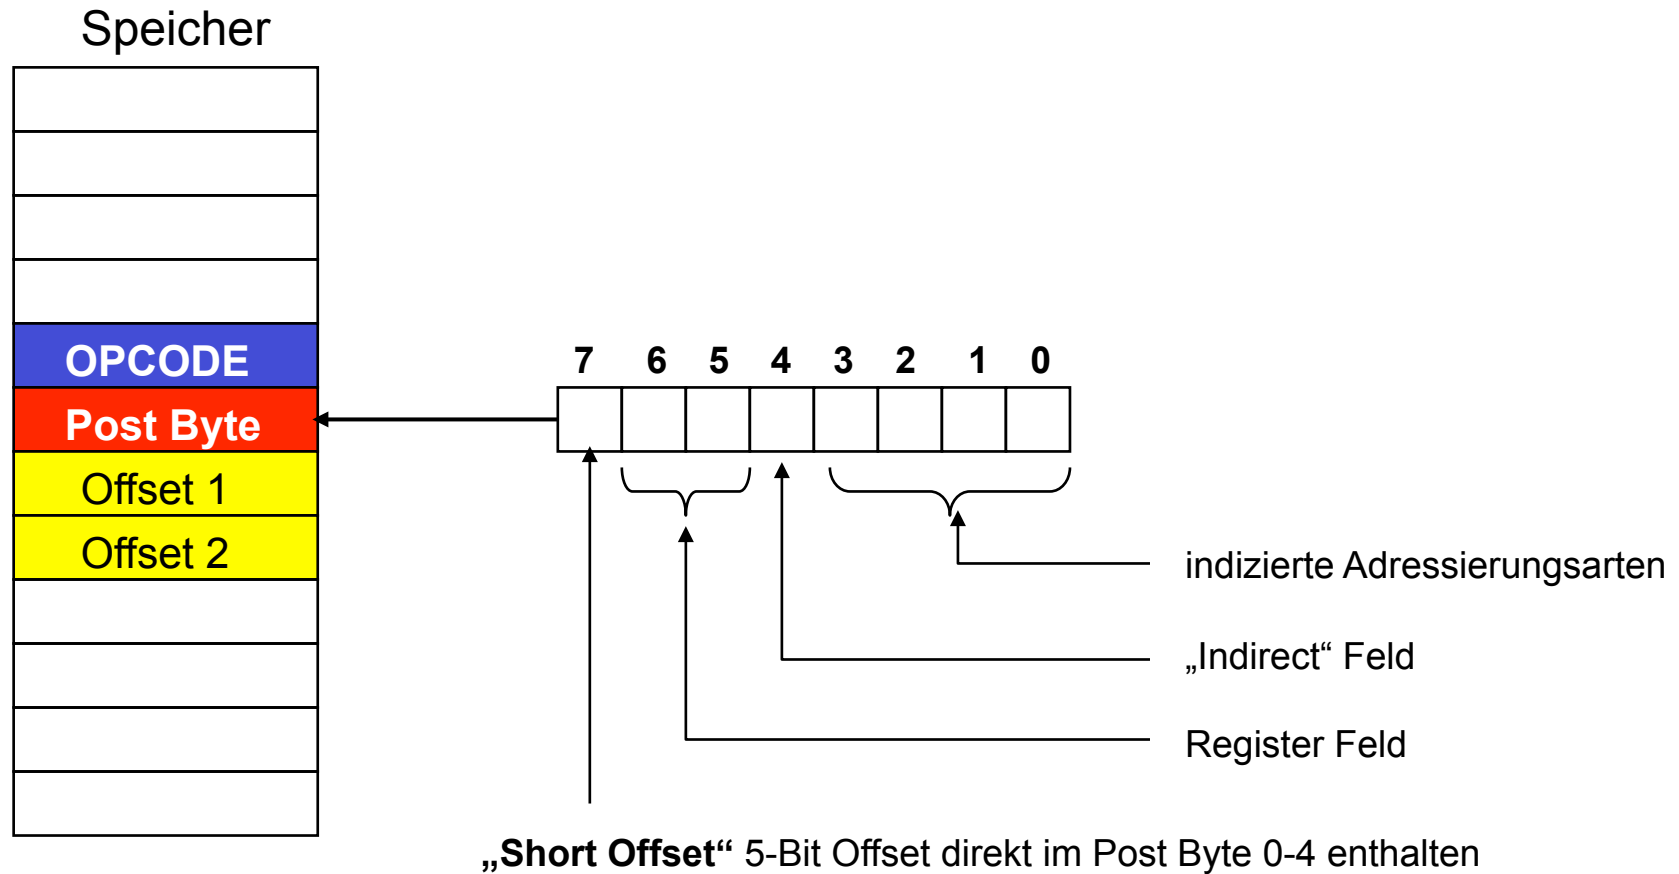 Speicher
OPCODE
Post Byte
Offset 1
Offset 2
7 6 5 4 3 2 1 0
indizierte Adressierungsarten
„Indirect“ Feld
Register Feld
„Short Offset“ 5-Bit Offset direkt im Post Byte 0-4 enthalten